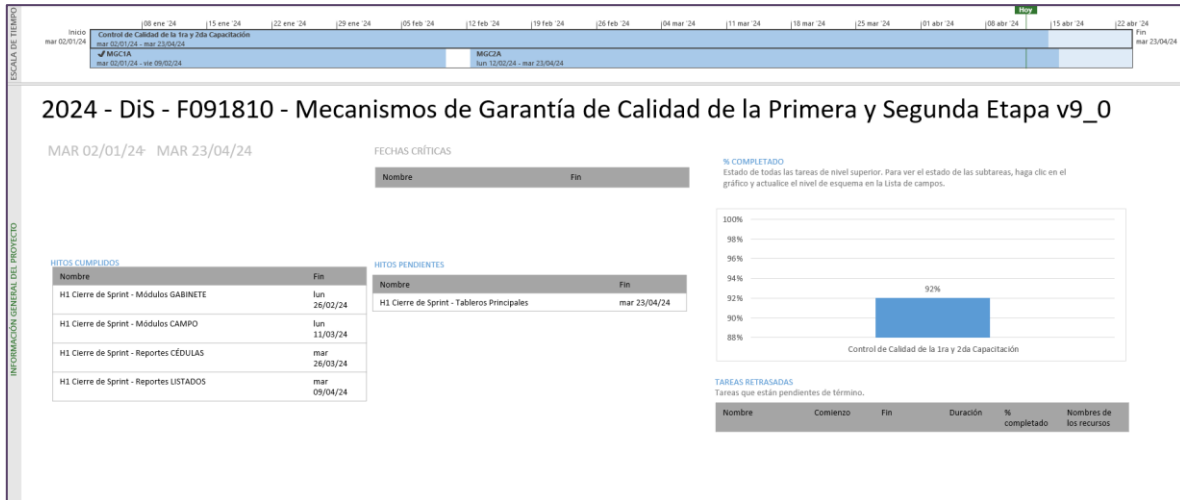 Hoy
|08 ene '24 |15 ene '24 |22 ene '24 |29 ene '24 |05 feb '24 |12 feb '24 |19 feb '24 |26 feb '24 |04 mar '24 |11 mar '24 |18 mar '24 |25 mar '24 |01 abr '24 |08 abr '24 |15 abr '24 |22 abr '24
ESCALA DE TIEMPO
Inicio
mar 02/01/24
Control de Calidad de la 1ra y 2da Capacitación
mar 02/01/24 - mar 23/04/24
Fin
mar 23/04/24
✔ MGC1A
mar 02/01/24 - vie 09/02/24
MGC2A
lun 12/02/24 - mar 23/04/24
2024 - DiS - F091810 - Mecanismos de Garantía de Calidad de la Primera y Segunda Etapa v9_0
INFORMACIÓN GENERAL DEL PROYECTO
MAR 02/01/24- MAR 23/04/24
FECHAS CRÍTICAS
Nombre Fin
% COMPLETADO
Estado de todas las tareas de nivel superior. Para ver el estado de las subtareas, haga clic en el
gráfico y actualice el nivel de esquema en la Lista de campos.
100%
98%
96%
94%
92%
90%
88%
92%
Control de Calidad de la 1ra y 2da Capacitación
HITOS CUMPLIDOS
Nombre Fin
H1 Cierre de Sprint - Módulos GABINETE lun
26/02/24
H1 Cierre de Sprint - Módulos CAMPO lun
11/03/24
H1 Cierre de Sprint - Reportes CÉDULAS mar
26/03/24
H1 Cierre de Sprint - Reportes LISTADOS mar
09/04/24
HITOS PENDIENTES
Nombre Fin
H1 Cierre de Sprint - Tableros Principales mar 23/04/24
TAREAS RETRASADAS
Tareas que están pendientes de término.
Nombre Comienzo Fin Duración % Nombres de
completado los recursos